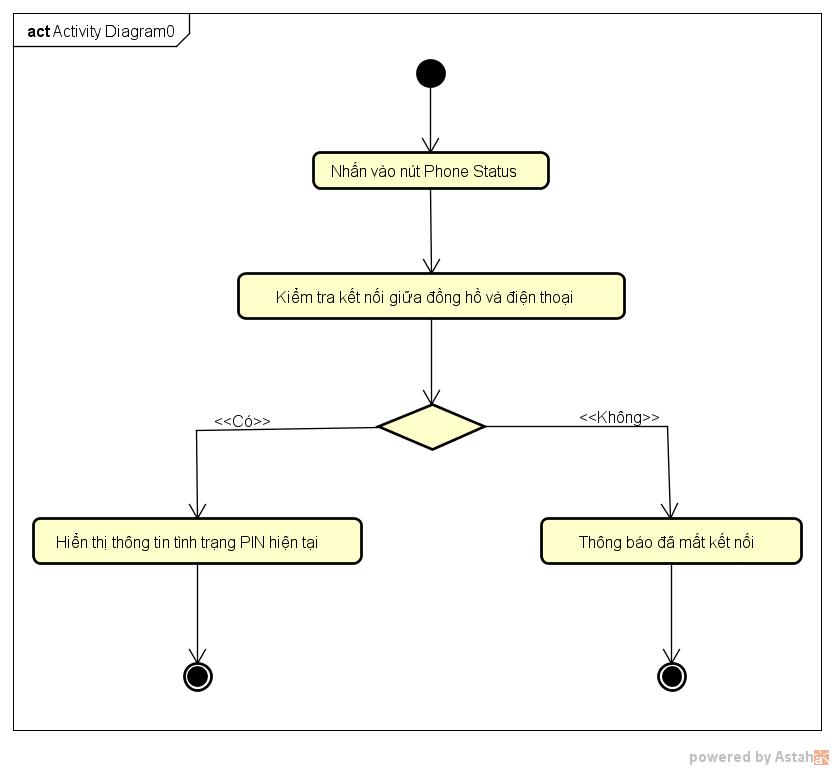 act Activity Diagram0
Nhấn vào nút Phone Status
Kiểm tra kết nối giữa đồng hồ và điện thoại
<<Có>>
<<Không>>
Hiển thị thông tin tình trạng PIN hiện tại
Thông báo đã mất kết nối
powered by Astah